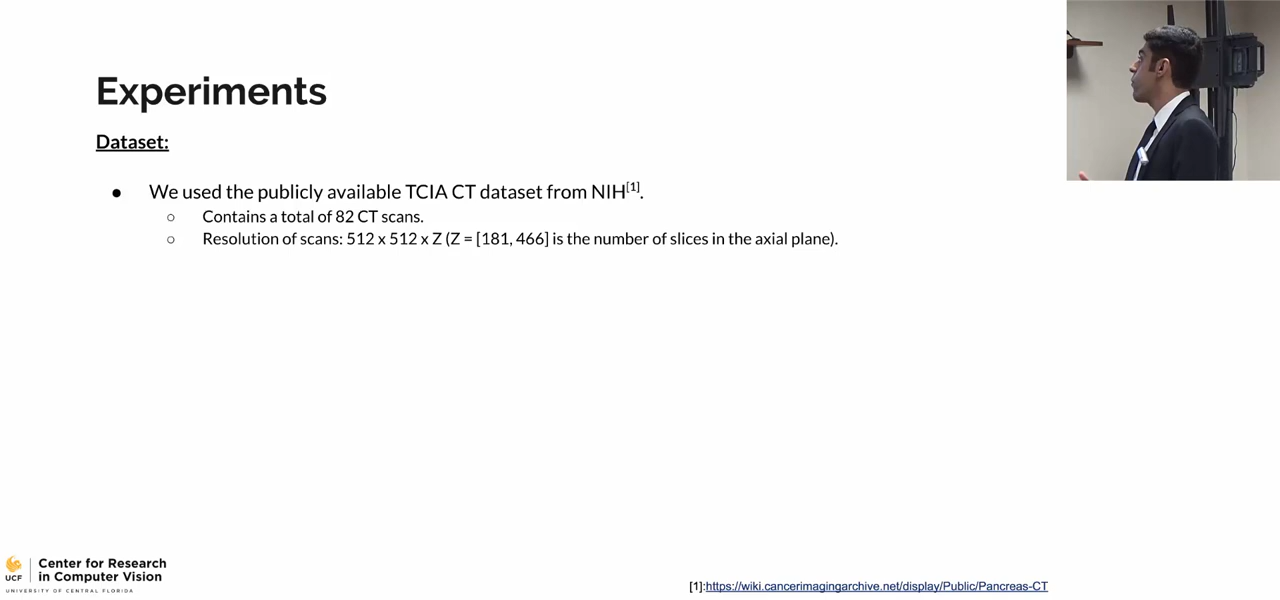 Experiments
Dataset:
● We used the publicly available TCIA CT dataset from NIH[1].
○ Contains a total of 82 CT scans.
○ Resolution of scans: 512 x 512 x Z (Z = [181, 466] is the number of slices in the axial plane).
UCF
Center for Research
in Computer Vision
UNIVERSITY OF CENTRAL FLORIDA
[1]:https://wiki.cancerimagingarchive.net/display/Public/Pancreas-CT